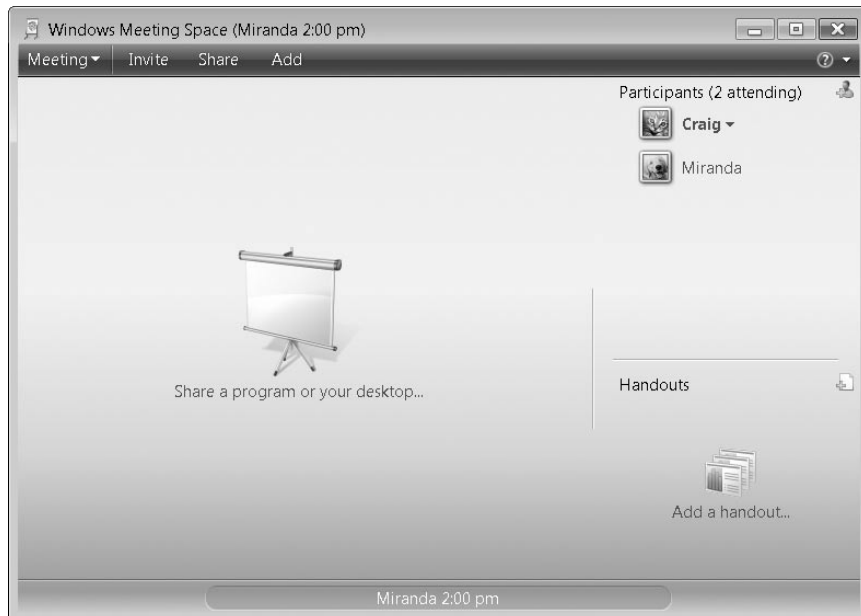 Windows Meeting Space (Miranda 2:00 pm)
Meeting Invite Share Add
Participants (2 attending)
Craig
Miranda
Share a program or your desktop...
Handouts
Add a handout...
Miranda 2:00 pm